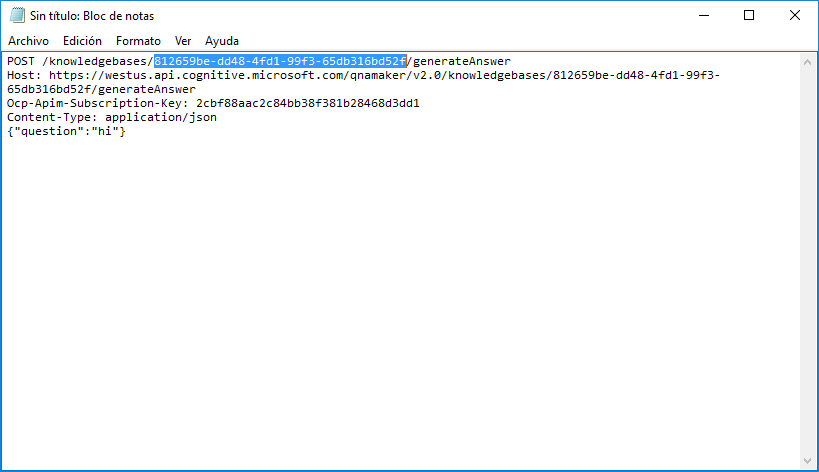 Sin título: Bloc de notas
Archivo Edición Formato Ver Ayuda
POST /knowledgebases/812659be-dd48-4fd1-99f3-65db316bd52f/generateAnswer
Host: https://westus.api.cognitive.microsoft.com/qnamaker/v2.0/knowledgebases/812659be-dd48-4fd1-99f3-
65db316bd52f/generateAnswer
Ocp-Apim-Subscription-Key: 2cbf88aac2c84bb38f381b28468d3dd1
Content-Type: application/json
{"question":"hi"}